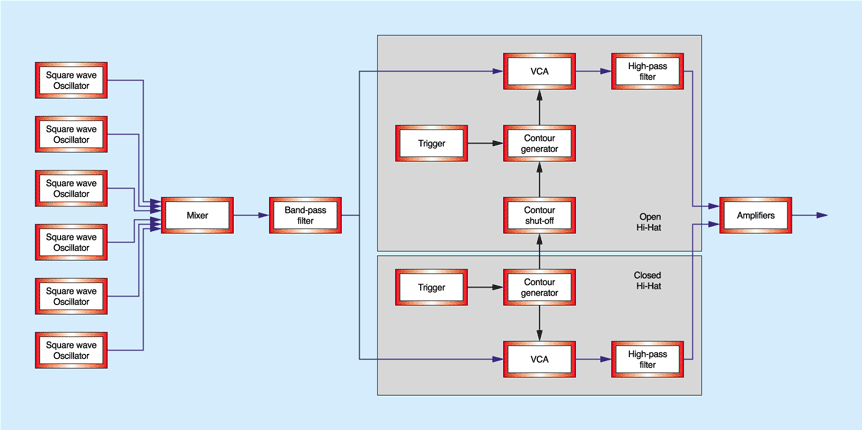 Square wave
Oscillator
Square wave
Oscillator
Square wave
Oscillator
Square wave
Oscillator
Square wave
Oscillator
Square wave
Oscillator
Mixer
Band-pass
filter
VCA
High-pass
filter
Trigger
Contour
generator
Contour
shut-off
Open
Hi-Hat
Closed
Hi-Hat
Trigger
Contour
generator
VCA
High-pass
filter
Amplifiers